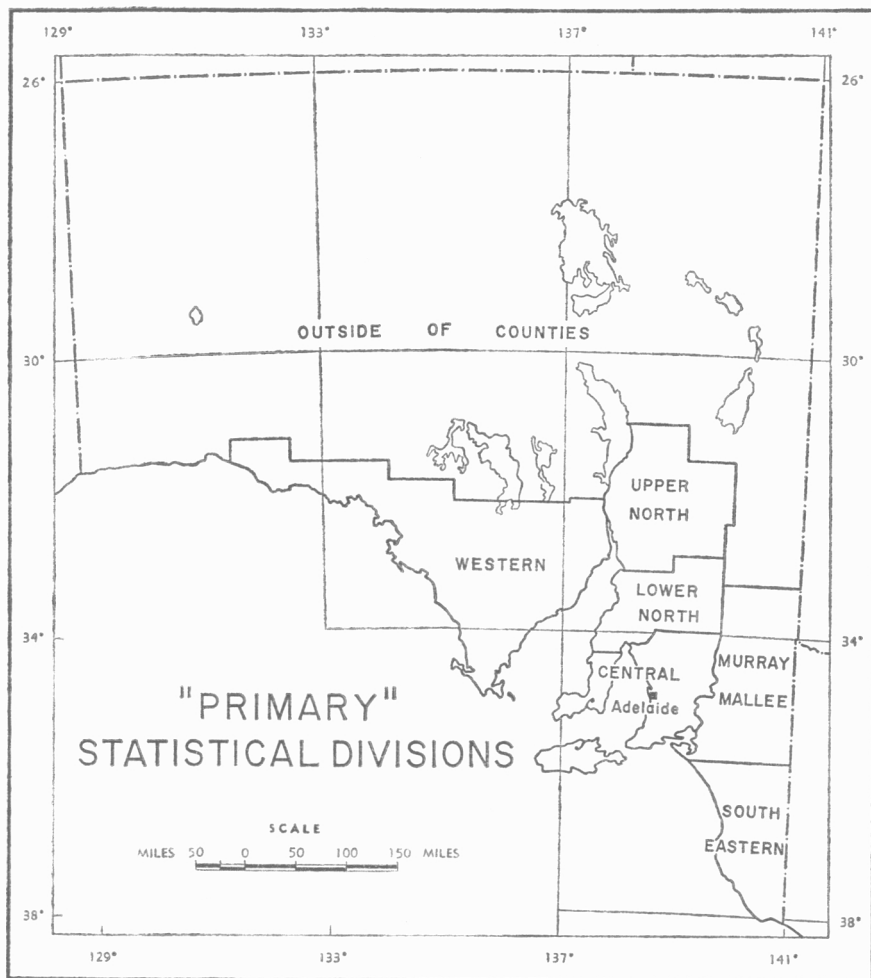 129° 133° 137° 141°
26° 26°
OUTSIDE OF COUNTIES
30° 30°
UPPER
NORTH
WESTERN
LOWER
NORTH
34° 34°
CENTRAL
Adelaide
MURRAY
MALLEE
"PRIMARY"
STATISTICAL DIVISIONS
SOUTH
EASTERN
SCALE
MILES 50 0 50 100 150 MILES
38° 38°
129° 133° 137° 141°